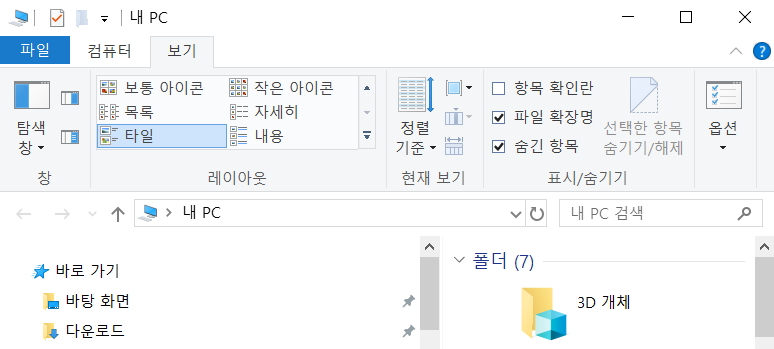 내 PC
파일 컴퓨터 보기
보통 아이콘 작은 아이콘 항목 확인란
목록 자세히 파일 확장명
탐색 창 타일 내용 정렬 기준 숨긴 항목 선택한 항목 숨기기/해제 옵션
창 레이아웃 현재 보기 표시/숨기기
내 PC 내 PC 검색
바로 가기 폴더 (7)
바탕 화면 3D 개체
다운로드